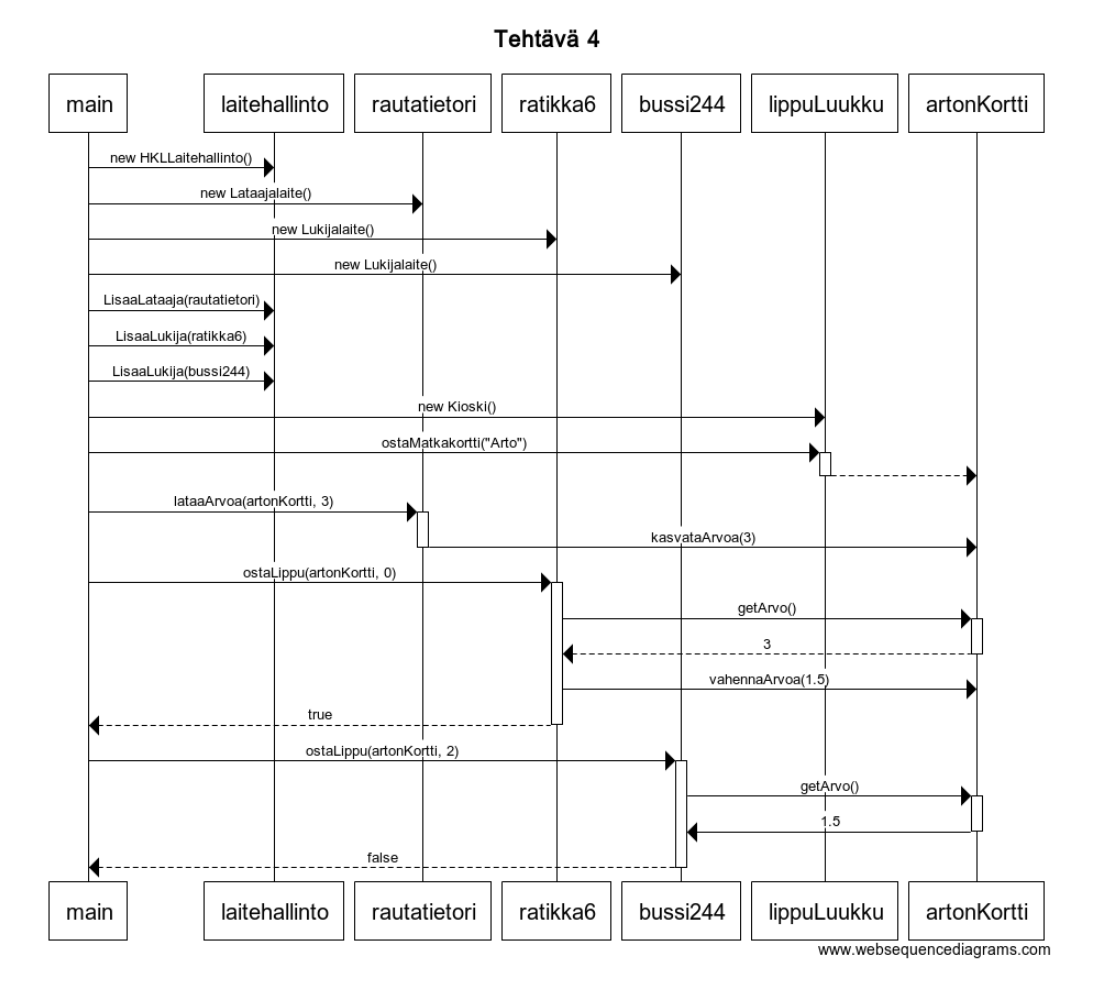 Tehtävä 4
main laitehallinto rautatietori ratikka6 bussi244 lippuLuukku artonKortti
new HKLLaitehallinto()
new Lataajalaite()
new Lukijalaite()
new Lukijalaite()
LisaaLataaja(rautatietori)
LisaaLukija(ratikka6)
LisaaLukija(bussi244)
new Kioski()
ostaMatkakortti("Arto")
lataaArvoa(artonKortti, 3)
kasvataArvoa(3)
ostaLippu(artonKortti, 0)
getArvo()
3
vahennaArvoa(1.5)
true
ostaLippu(artonKortti, 2)
getArvo()
1.5
false
main laitehallinto rautatietori ratikka6 bussi244 lippuLuukku artonKortti
www.websequencediagrams.com